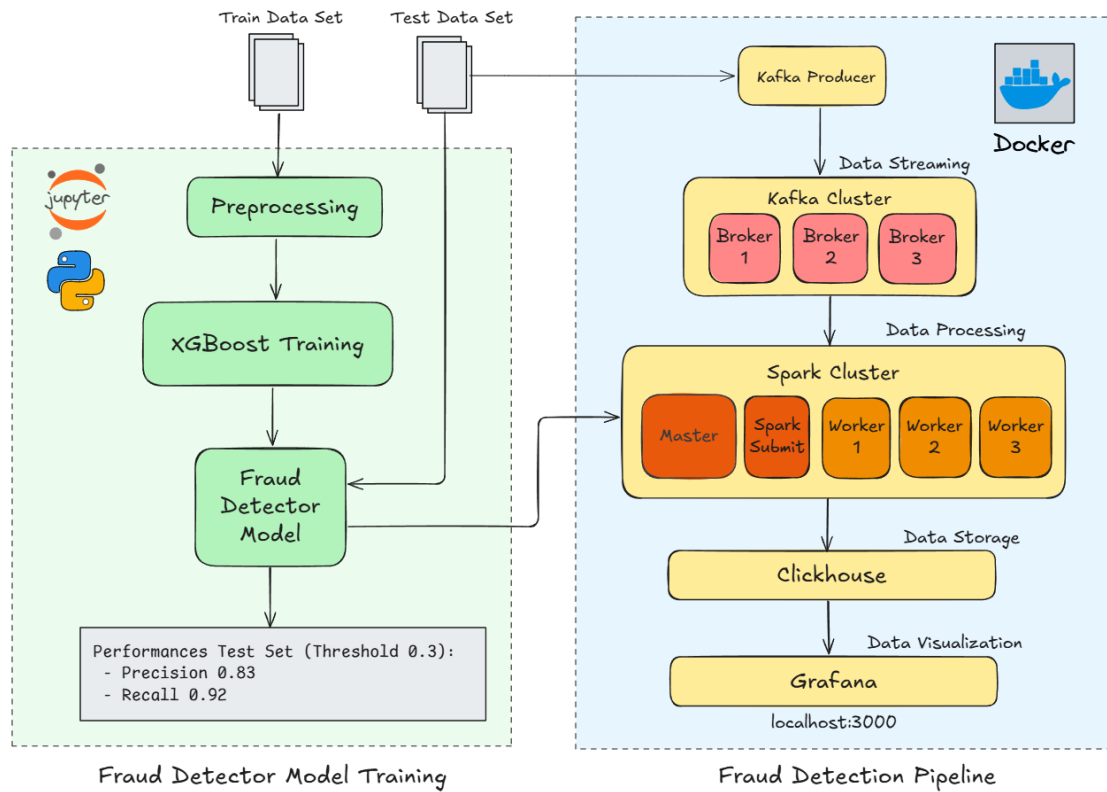 Train Data Set
Test Data Set
Kafka Producer
Docker
Data Streaming
jupyter
Preprocessing
Kafka Cluster
Broker
1
Broker
2
Broker
3
XGBoost Training
Data Processing
Spark Cluster
Master
Spark
Submit
Worker
1
Worker
2
Worker
3
Fraud
Detector
Model
Data Storage
Clickhouse
Performances Test Set (Threshold 0.3):
- Precision 0.83
- Recall 0.92
Data Visualization
Grafana
localhost:3000
Fraud Detector Model Training
Fraud Detection Pipeline